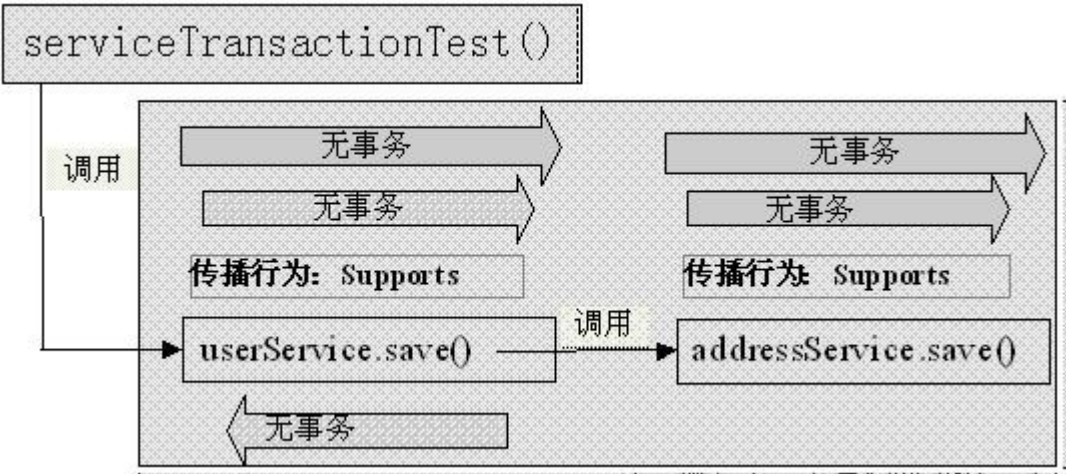 serviceTransactionTest()
调用
无事务
无事务
无事务
无事务
传播行为: Supports
传播行为: Supports
调用
userService.save()
addressService.save()
无事务